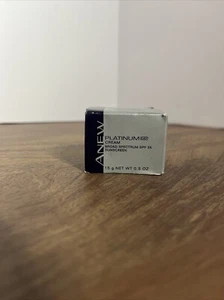 ANEW
PLATINUM
CREAM
BROAD SPECTRUM SPF 25
SUNSCREEN
15 g NET WT 0.5 OZ